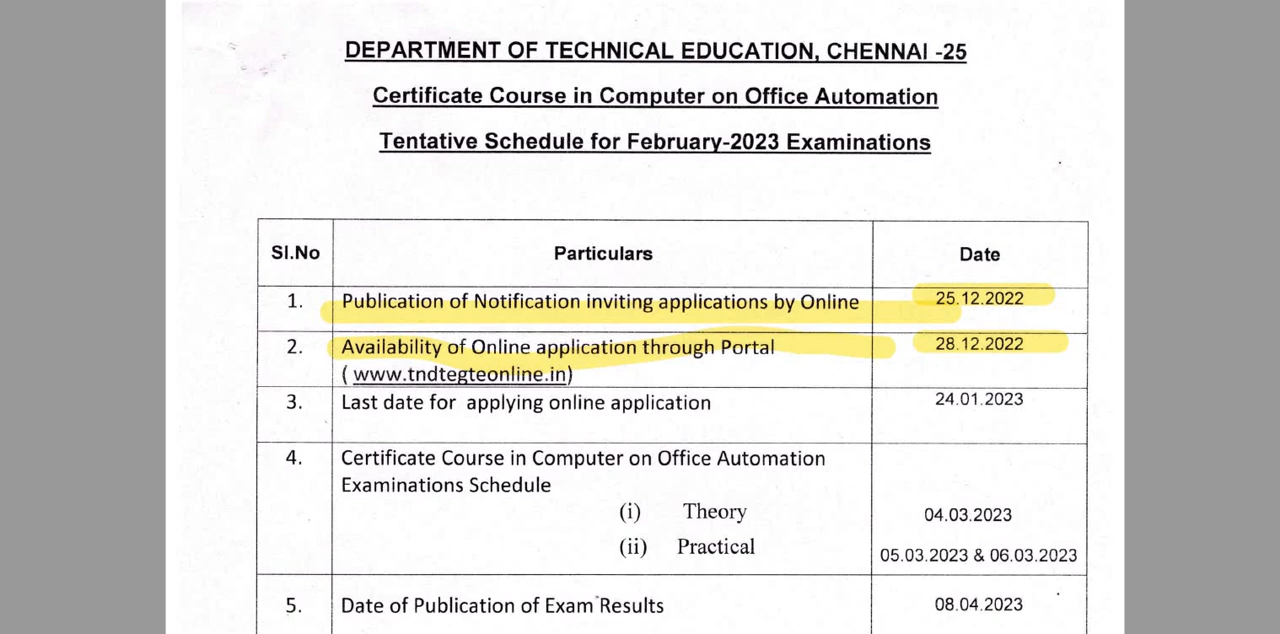 DEPARTMENT OF TECHNICAL EDUCATION, CHENNAI -25
Certificate Course in Computer on Office Automation
Tentative Schedule for February-2023 Examinations
Sl.No Particulars Date
1. Publication of Notification inviting applications by Online 25.12.2022
2. Availability of Online application through Portal 28.12.2022
( www.tndtegteonline.in)
3. Last date for applying online application 24.01.2023
4. Certificate Course in Computer on Office Automation
Examinations Schedule
(i) Theory 04.03.2023
(ii) Practical 05.03.2023 & 06.03.2023
5. Date of Publication of Exam Results 08.04.2023